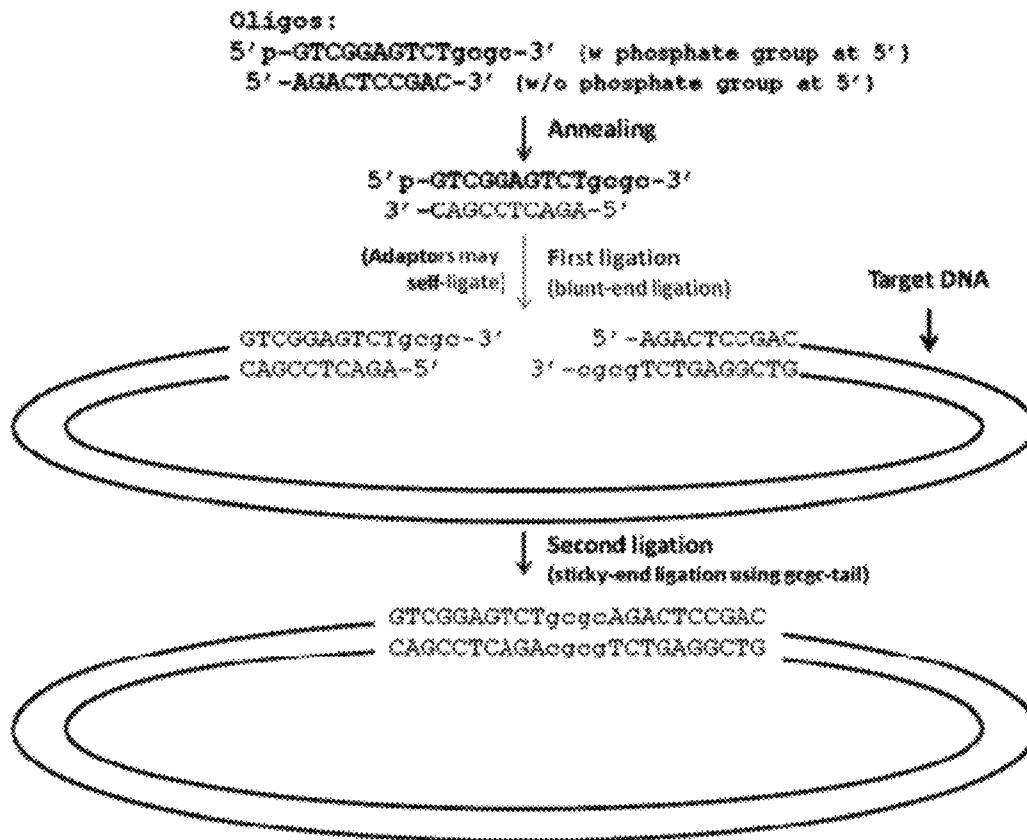 Oligos:
5'p-GTCGGAGTCTgcgc-3' (w phosphate group at 5')
5'-AGACTCCGAC-3' (w/o phosphate group at 5')
Annealing
5'p-GTCGGAGTCTgcgc-3'
3'-CAGCCTCAGA-5'
(Adaptors may
self-ligate)
First ligation
(blunt-end ligation)
Target DNA
GTCGGAGTCTgcgc-3' 5'-AGACTCCGAC
CAGCCTCAGA-5' 3'-cgcgTCTGAGGCTG
Second ligation
(sticky-end ligation using gcgc-tail)
GTCGGAGTCTgcgcAGACTCCGAC
CAGCCTCAGAcgcgTCTGAGGCTG